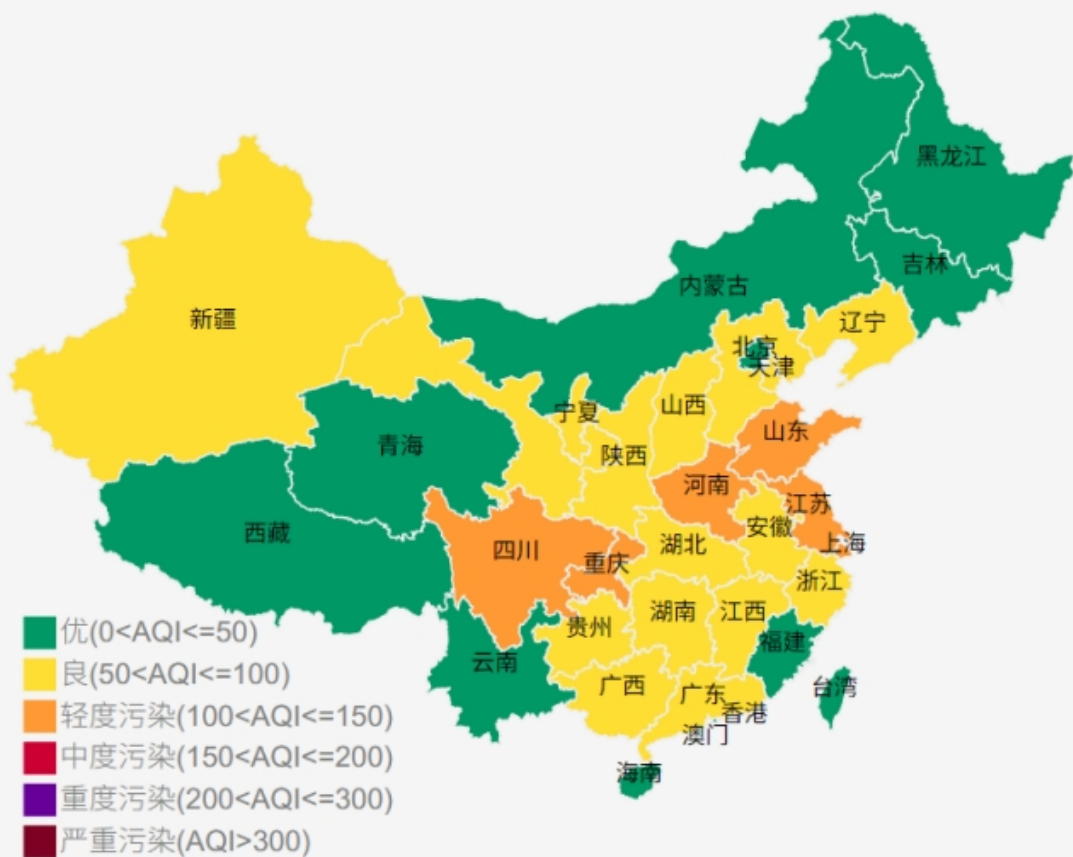 黑龙江
吉林
内蒙古
新疆
辽宁
北京
天津
宁夏
山西
山东
青海
陕西
河南
江苏
西藏
安徽
上海
四川
湖北
重庆
浙江
湖南
江西
贵州
福建
云南
广西
广东
台湾
香港
澳门
海南
优(0<AQI<=50)
良(50<AQI<=100)
轻度污染(100<AQI<=150)
中度污染(150<AQI<=200)
重度污染(200<AQI<=300)
严重污染(AQI>300)